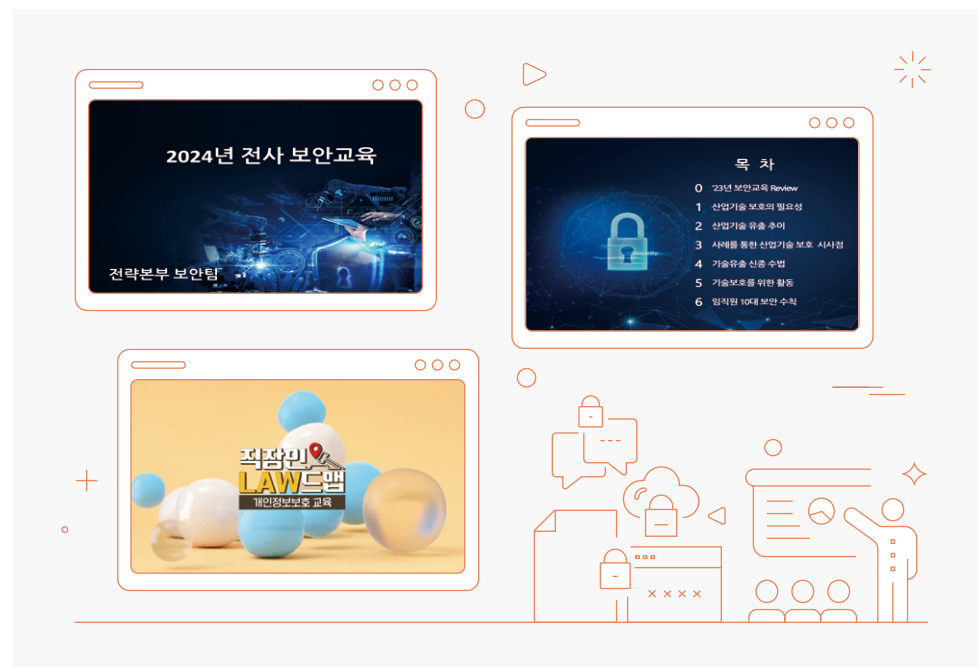 2024년 전사 보안교육
전략본부 보안팀
목 차
0 '23년 보안교육 Review
1 산업기술 보호의 필요성
2 산업기술 유출 추이
3 사례를 통한 산업기술 보호 시사점
4 기술유출 신종 수법
5 기술보호를 위한 활동
6 임직원 10대 보안 수칙
직장인
LAW드맵
개인정보보호 교육